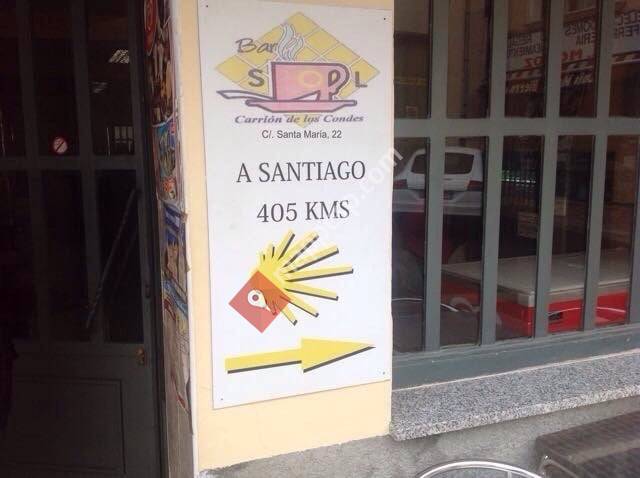 Bar
SOL
Carrión de los Condes
C/. Santa María, 22
A SANTIAGO
405 KMS